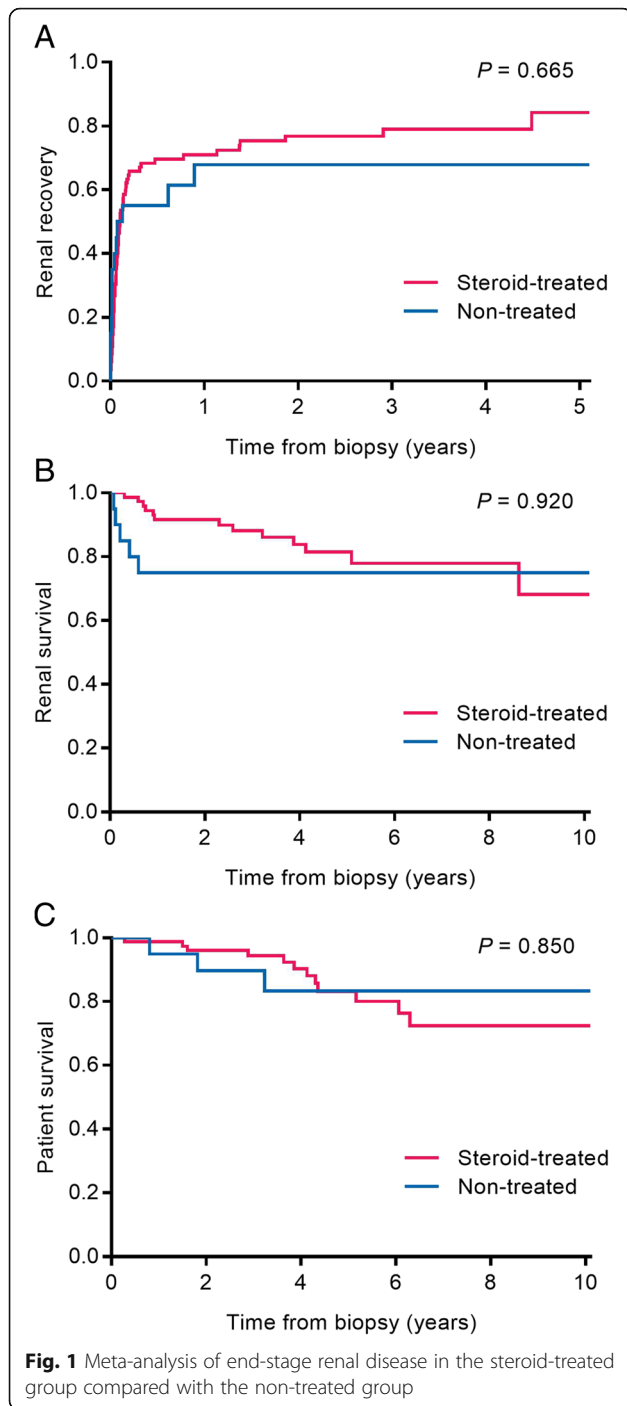 A
P = 0.665
1.0
0.8
0.6
0.4
0.2
0.0
Renal recovery
Steroid-treated
Non-treated
0 1 2 3 4 5
Time from biopsy (years)
B
P = 0.920
1.0
0.8
0.6
0.4
0.2
0.0
Renal survival
Steroid-treated
Non-treated
0 2 4 6 8 10
Time from biopsy (years)
C
P = 0.850
1.0
0.8
0.6
0.4
0.2
0.0
Patient survival
Steroid-treated
Non-treated
0 2 4 6 8 10
Time from biopsy (years)
Fig. 1 Meta-analysis of end-stage renal disease in the steroid-treated
group compared with the non-treated group